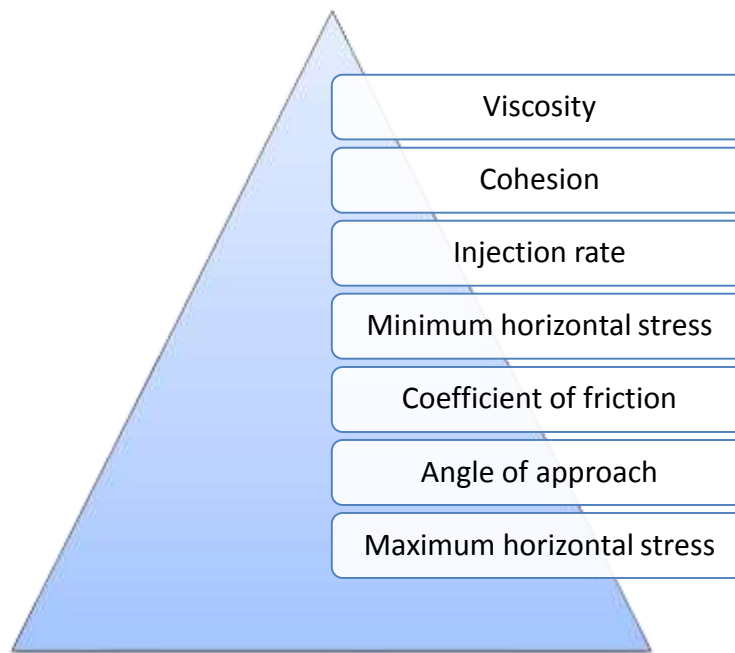 Viscosity
Cohesion
Injection rate
Minimum horizontal stress
Coefficient of friction
Angle of approach
Maximum horizontal stress